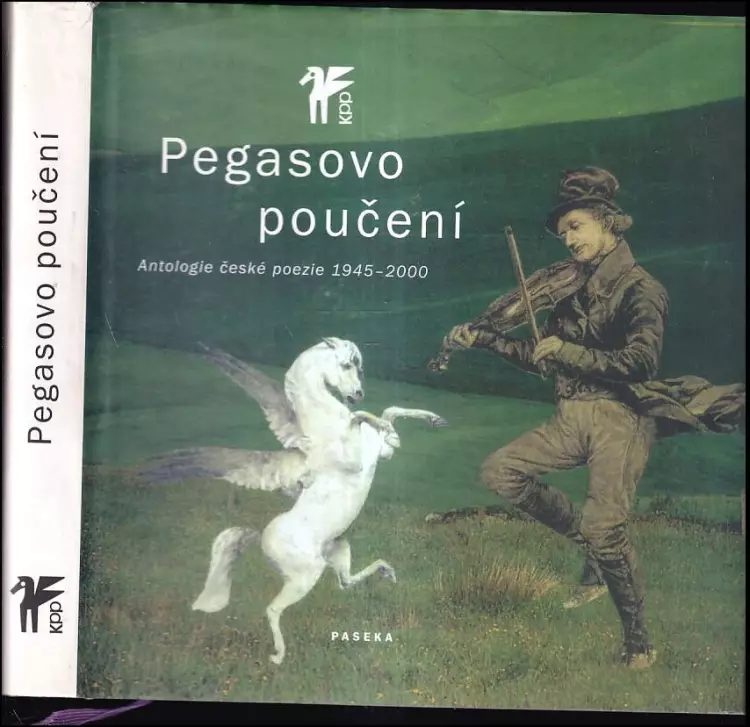 Pegasovo poučení
kpp
kpp
Pegasovo
poučení
Antologie české poezie 1945–2000
PASEKA